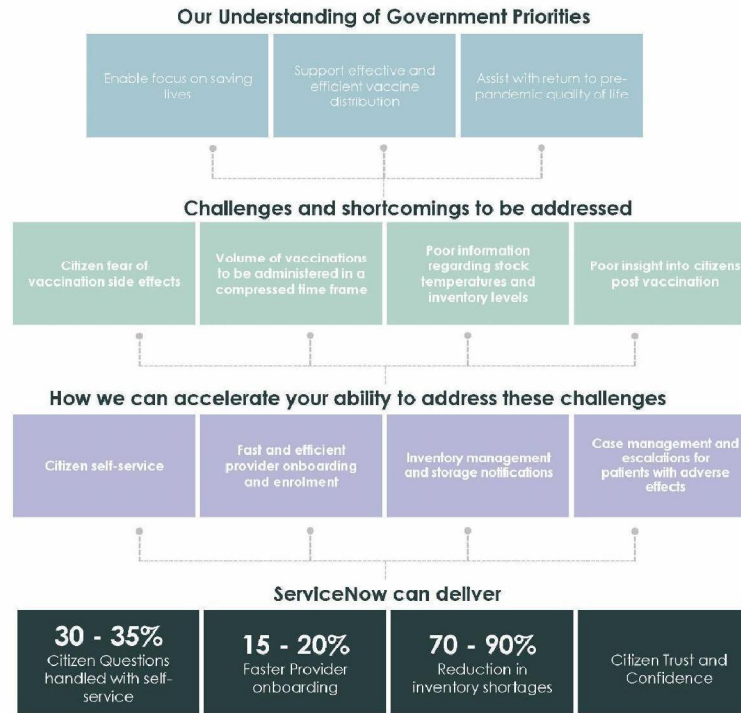 Our Understanding of Government Priorities
Enable focus on saving
lives
Support effective and
efficient vaccine
distribution
Assist with return to pre-
pandemic quality of life
Challenges and shortcomings to be addressed
Citizen fear of
vaccination side effects
Volume of vaccinations
to be administered in a
compressed time frame
Poor information
regarding stock
temperatures and
inventory levels
Poor insight into citizens
post vaccination
How we can accelerate your ability to address these challenges
Citizen self-service
Fast and efficient
provider onboarding
and enrolment
Inventory management
and storage notifications
Case management and
escalations for
patients with adverse
effects
ServiceNow can deliver
30 - 35%
Citizen Questions
handled with self-
service
15 - 20%
Faster Provider
onboarding
70 - 90%
Reduction in
inventory shortages
Citizen Trust and
Confidence